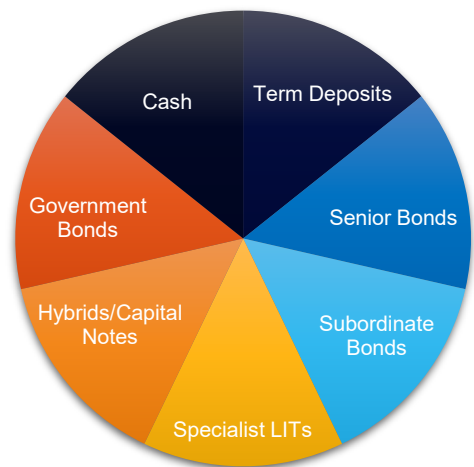 Cash
Term Deposits
Government
Bonds
Senior Bonds
Hybrids/Capital
Notes
Subordinate
Bonds
Specialist LITs